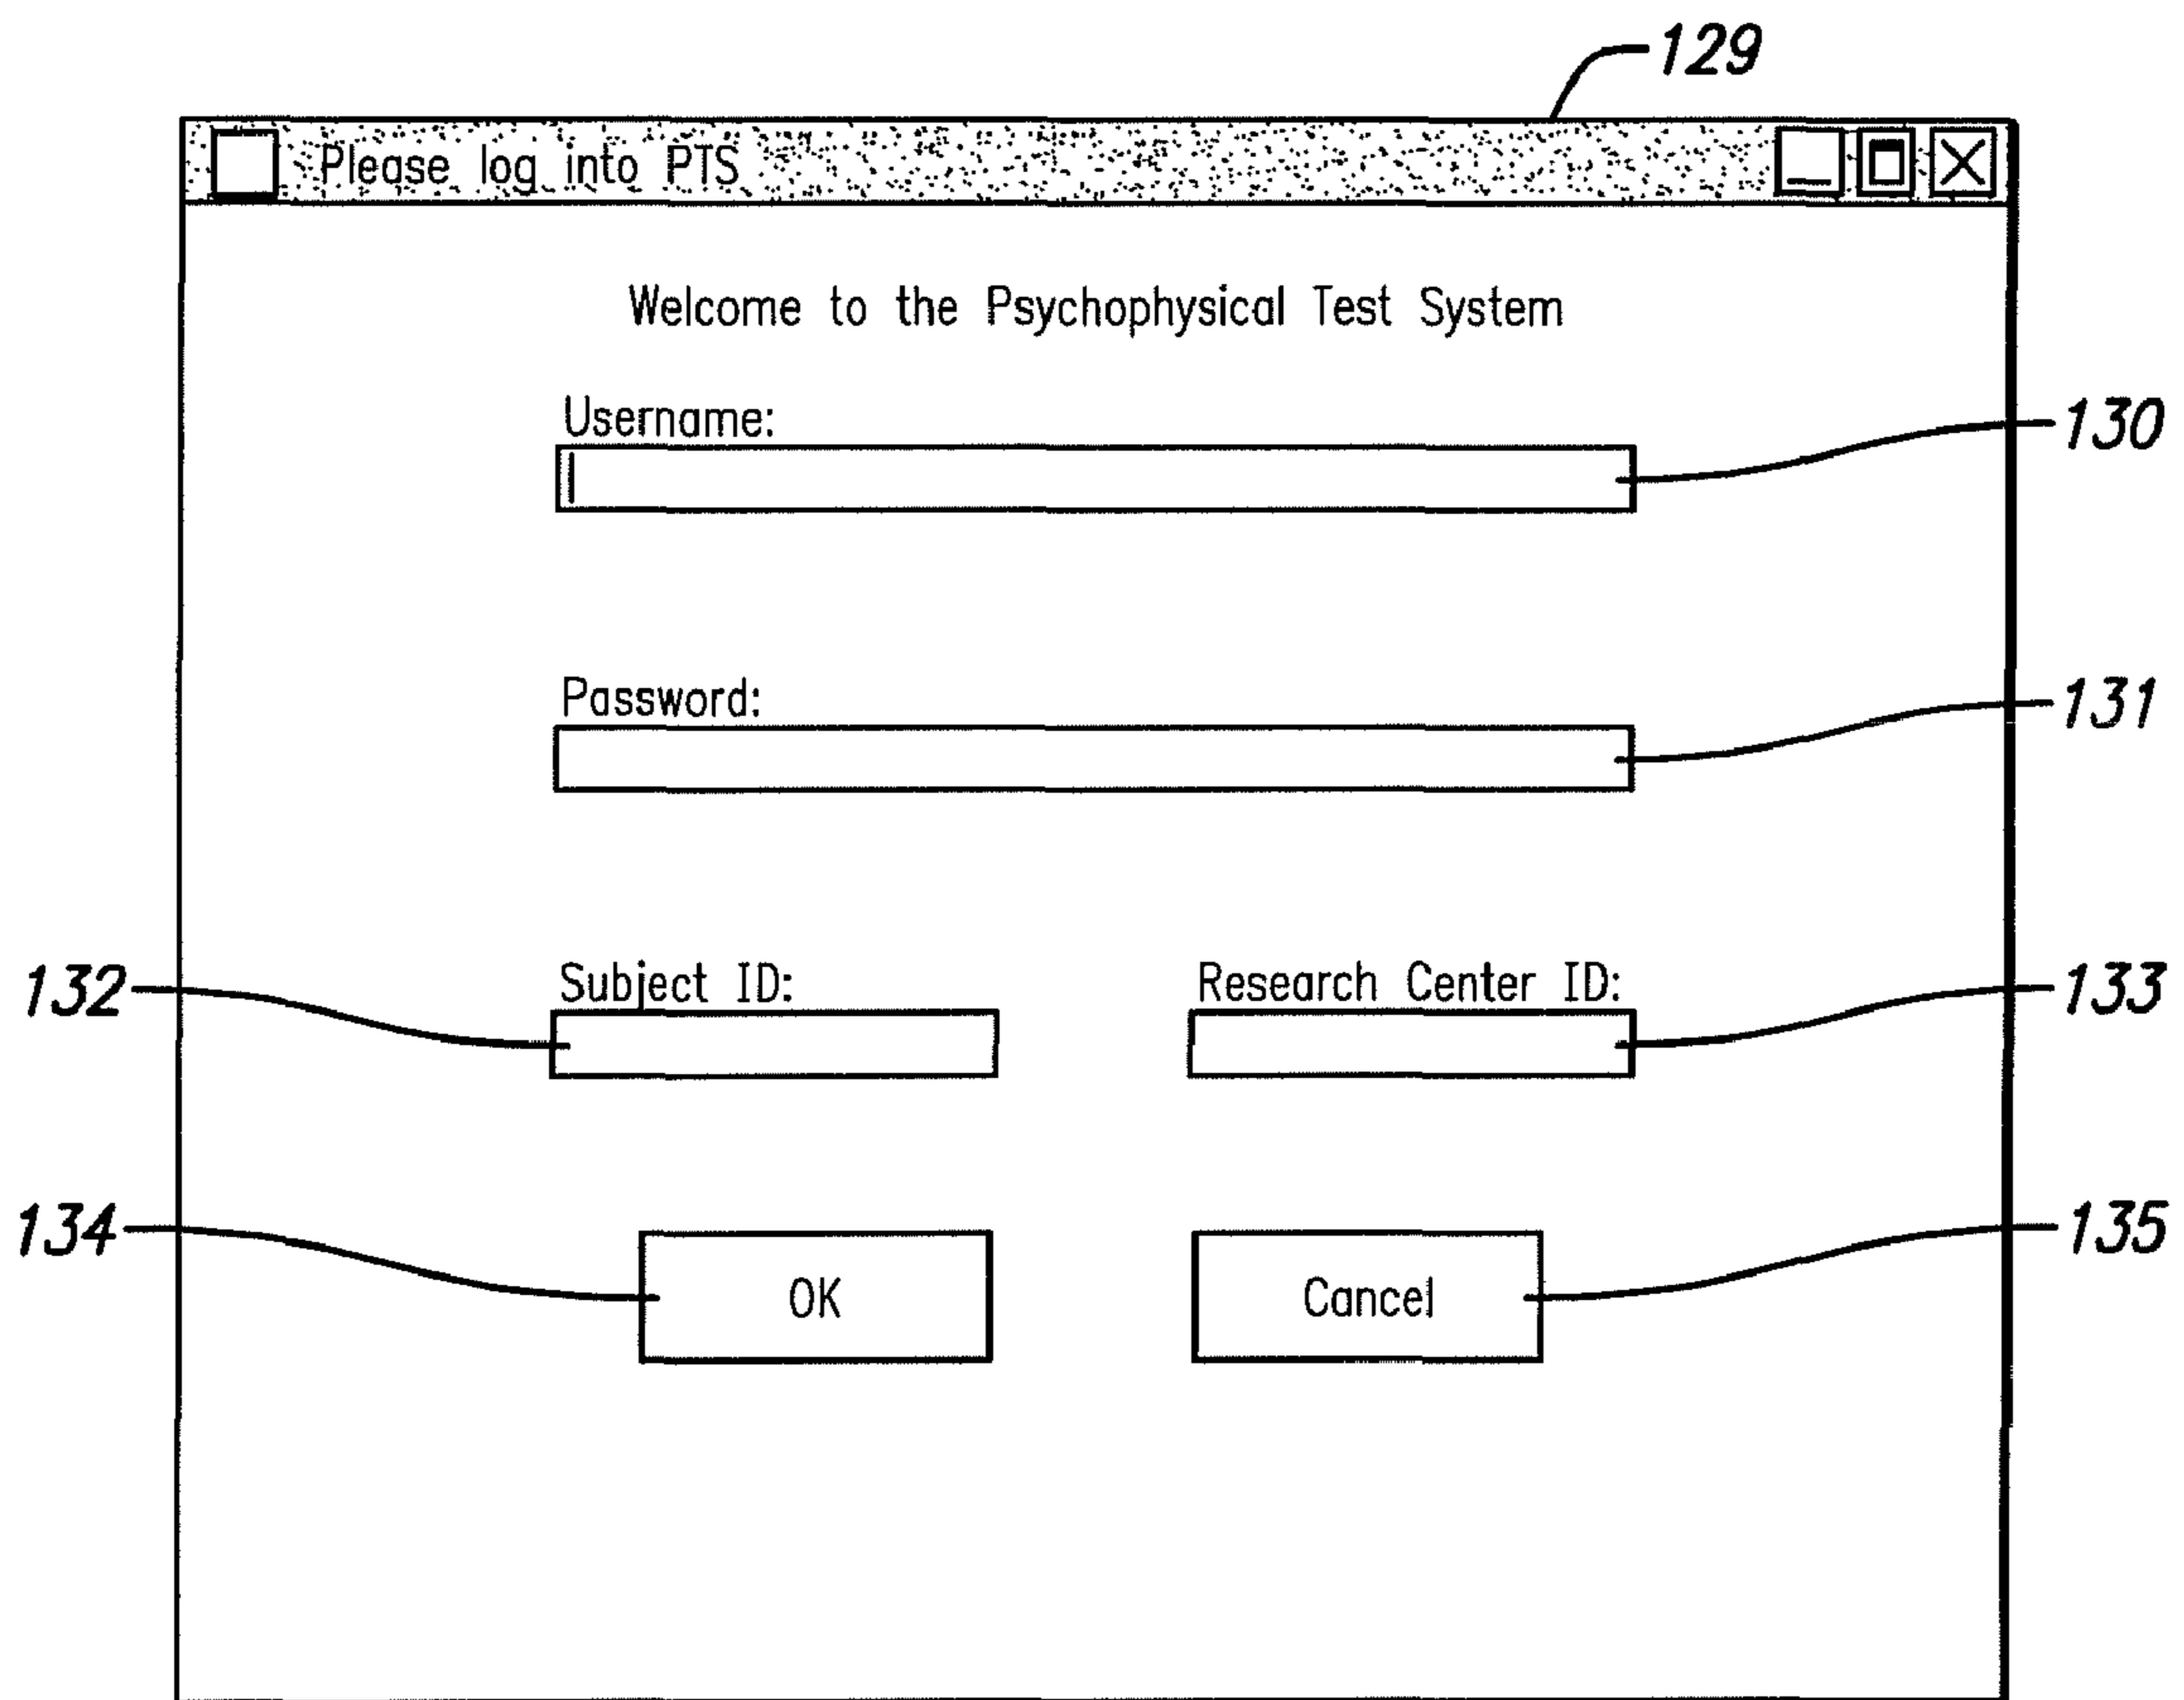 129
Please log into PTS
Welcome to the Psychophysical Test System
Username:
130
Password:
131
132
Subject ID:
Research Center ID:
133
134
OK
Cancel
135